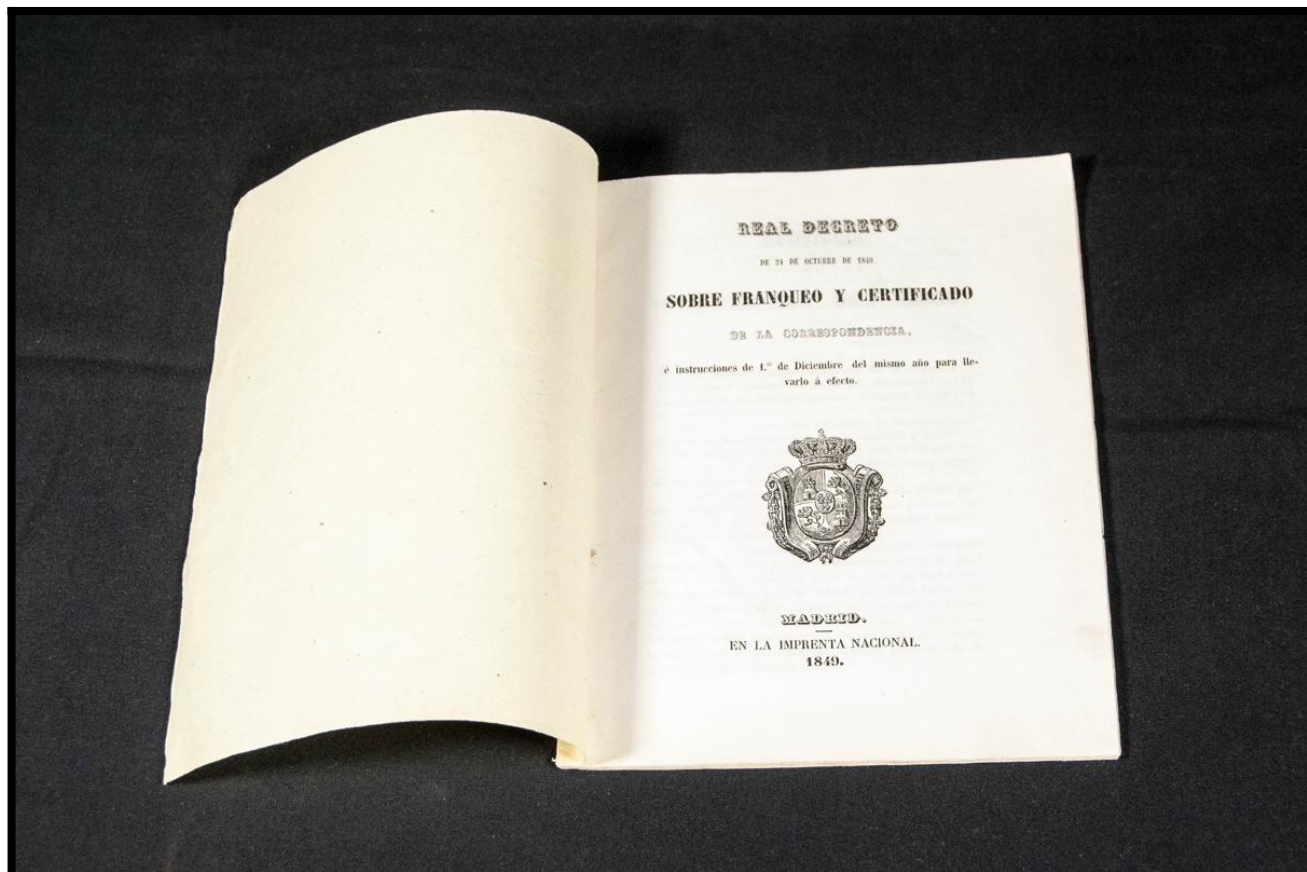 REAL DECRETO
DE 24 DE OCTUBRE DE 1849.
SOBRE FRANQUEO Y CERTIFICADO
DE LA CORRESPONDENCIA,
é instrucciones de 1.º de Diciembre del mismo año para lle-
varlo á efecto.
MADRID.
EN LA IMPRENTA NACIONAL.
1849.